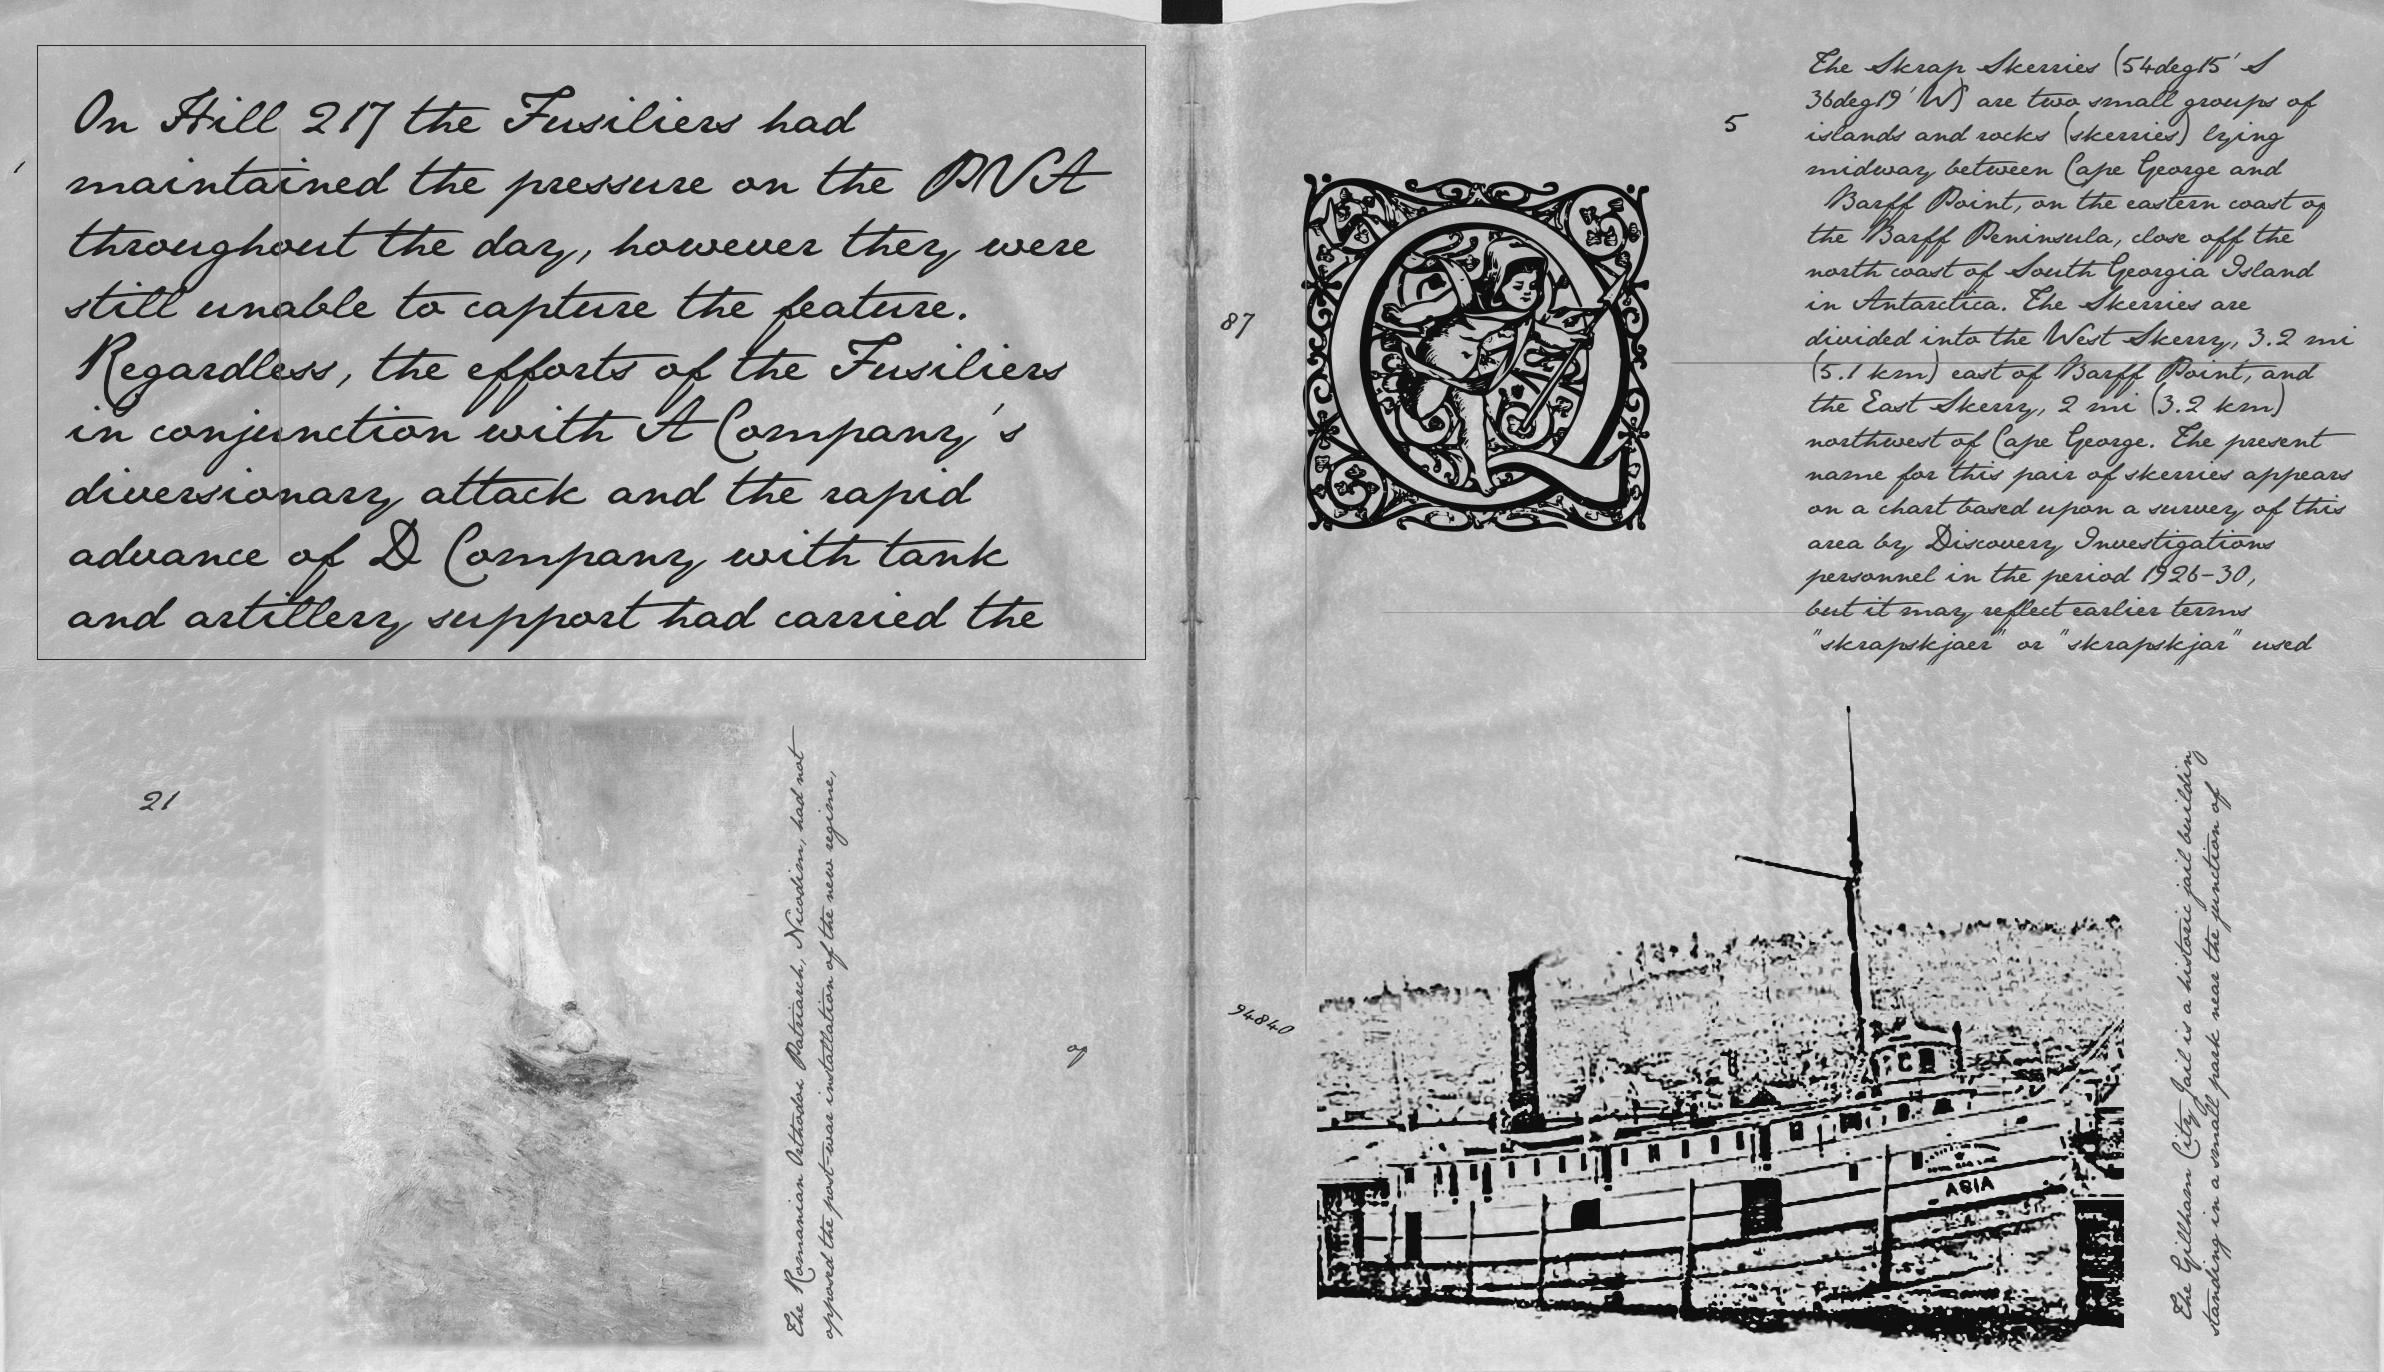 On Hill 217 the Fusiliers had
maintained the pressure on the PVA
throughout the day, however they were
still unable to capture the feature.
Regardless, the efforts of the Fusiliers
in conjunction with A Company's
diversionary attack and the rapid
advance of D Company with tank
and artillery support had carried the
21
The Romanian Orthodox Patriarch, Nicodim, had not
opposed the post-war installation of the new regime,
87
5
Q
The Skrap Skerries (54deg15′S
36deg19′W) are two small groups of
islands and rocks (skerries) lying
midway between Cape George and
Barff Point, on the eastern coast of
the Barff Peninsula, close off the
north coast of South Georgia Island
in Antarctica. The Skerries are
divided into the West Skerry, 3.2 mi
(5.1 km) east of Barff Point, and
the East Skerry, 2 mi (3.2 km)
northwest of Cape George. The present
name for this pair of skerries appears
on a chart based upon a survey of this
area by Discovery Investigations
personnel in the period 1926-30,
but it may reflect earlier terms
"skrapskjaer" or "skrapskjar" used
94840
ASIA
The Gillham City Jail is a historic jail building
standing in a small park near the junction of